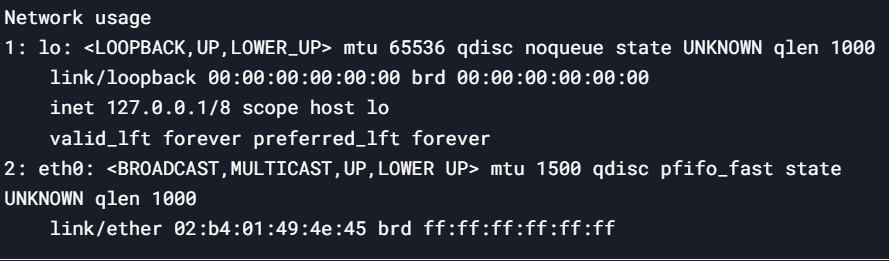 Network usage
1: lo: <LOOPBACK,UP,LOWER_UP> mtu 65536 qdisc noqueue state UNKNOWN qlen 1000
link/loopback 00:00:00:00:00:00 brd 00:00:00:00:00:00
inet 127.0.0.1/8 scope host lo
valid_lft forever preferred_lft forever
2: eth0: <BROADCAST,MULTICAST,UP,LOWER UP> mtu 1500 qdisc pfifo_fast state
UNKNOWN qlen 1000
link/ether 02:b4:01:49:4e:45 brd ff:ff:ff:ff:ff:ff